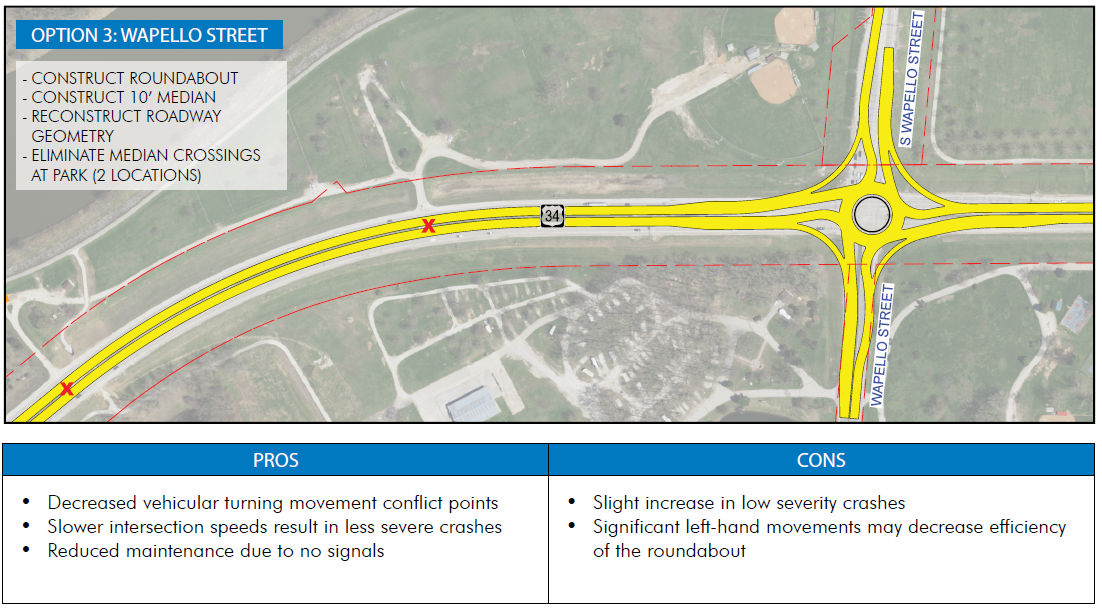 OPTION 3: WAPELLO STREET
- CONSTRUCT ROUNDABOUT
- CONSTRUCT 10’ MEDIAN
- RECONSTRUCT ROADWAY
GEOMETRY
- ELIMINATE MEDIAN CROSSINGS
AT PARK (2 LOCATIONS)
S WAPELLO STREET
34
X
X
WAPELLO STREET
PROS
• Decreased vehicular turning movement conflict points
• Slower intersection speeds result in less severe crashes
• Reduced maintenance due to no signals
CONS
• Slight increase in low severity crashes
• Significant left-hand movements may decrease efficiency
of the roundabout